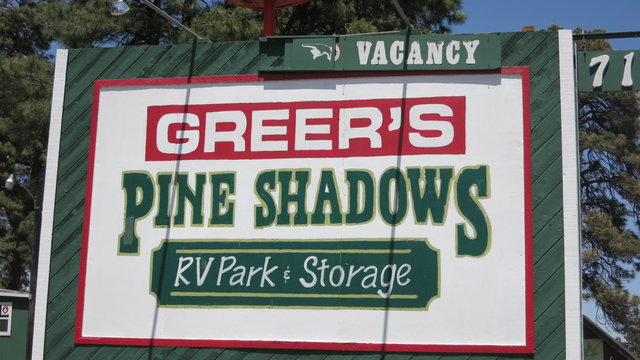 VACANCY
71
GREER'S
PINE SHADOWS
RV Park & Storage